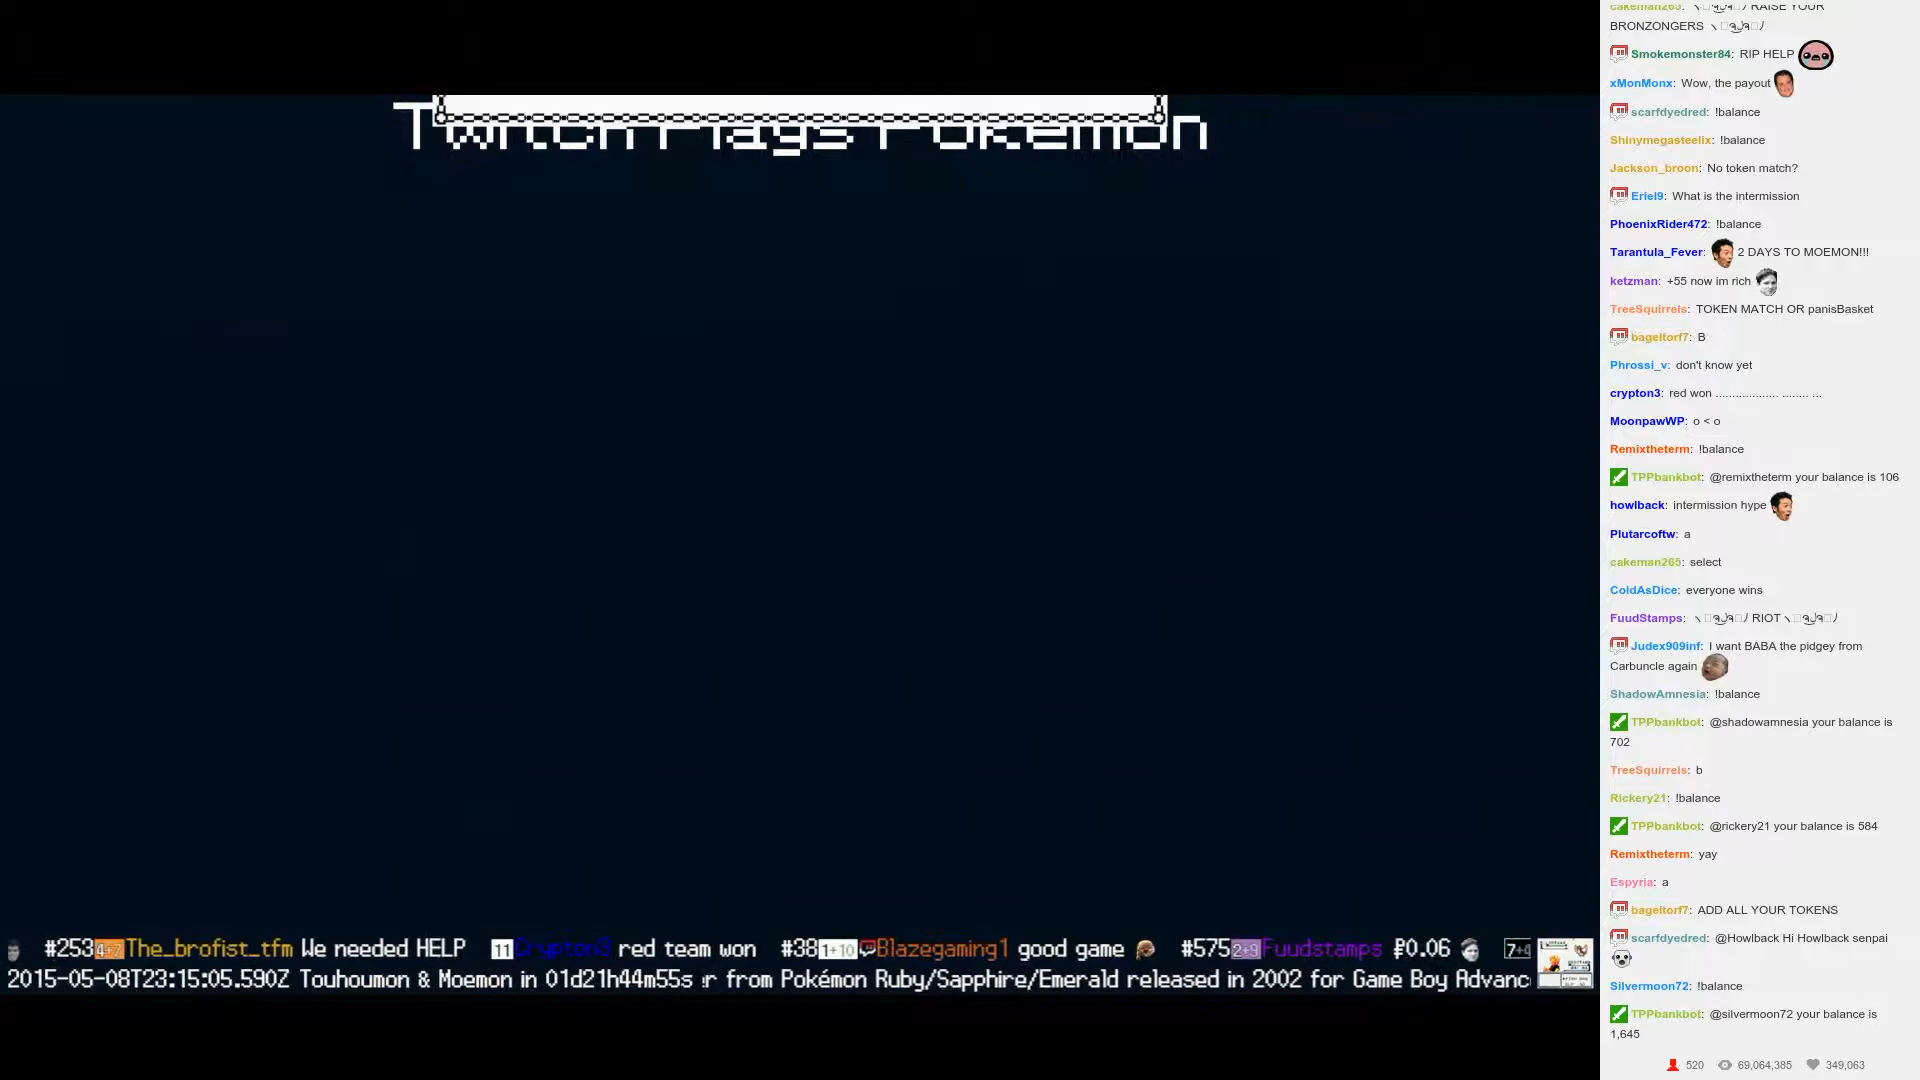 Twitch Plays Pokémon
#253 4+7 The_brofist_tfm We needed HELP 11 Crypton3 red team won #38 1+10 Blazegaming1 good game #575 2+9 Fuudstamps ₽0.06 7+4
2015-05-08T23:15:05.590Z Touhoumon & Moemon in 01d21h44m55s r from Pokémon Ruby/Sapphire/Emerald released in 2002 for Game Boy Advanc
cakeman265: RAISE YOUR
BRONZONGERS
Smokemonster84: RIP HELP
xMonMonx: Wow, the payout
scarfdyedred: !balance
Shinymegasteelix: !balance
Jackson_broon: No token match?
Eriel9: What is the intermission
PhoenixRider472: !balance
Tarantula_Fever: 2 DAYS TO MOEMON!!!
ketzman: +55 now im rich
TreeSquirrels: TOKEN MATCH OR panisBasket
bageltorf7: B
Phrossi_v: don't know yet
crypton3: red won ................... ........ ...
MoonpawWP: o < o
Remixtheterm: !balance
TPPbankbot: @remixtheterm your balance is 106
howlback: intermission hype
Plutarcoftw: a
cakeman265: select
ColdAsDice: everyone wins
FuudStamps: RIOT
Judex909inf: I want BABA the pidgey from
Carbuncle again
ShadowAmnesia: !balance
TPPbankbot: @shadowamnesia your balance is
702
TreeSquirrels: b
Rickery21: !balance
TPPbankbot: @rickery21 your balance is 584
Remixtheterm: yay
Espyria: a
bageltorf7: ADD ALL YOUR TOKENS
scarfdyedred: @Howlback Hi Howlback senpai
Silvermoon72: !balance
TPPbankbot: @silvermoon72 your balance is
1,645
520 69,064,385 349,063